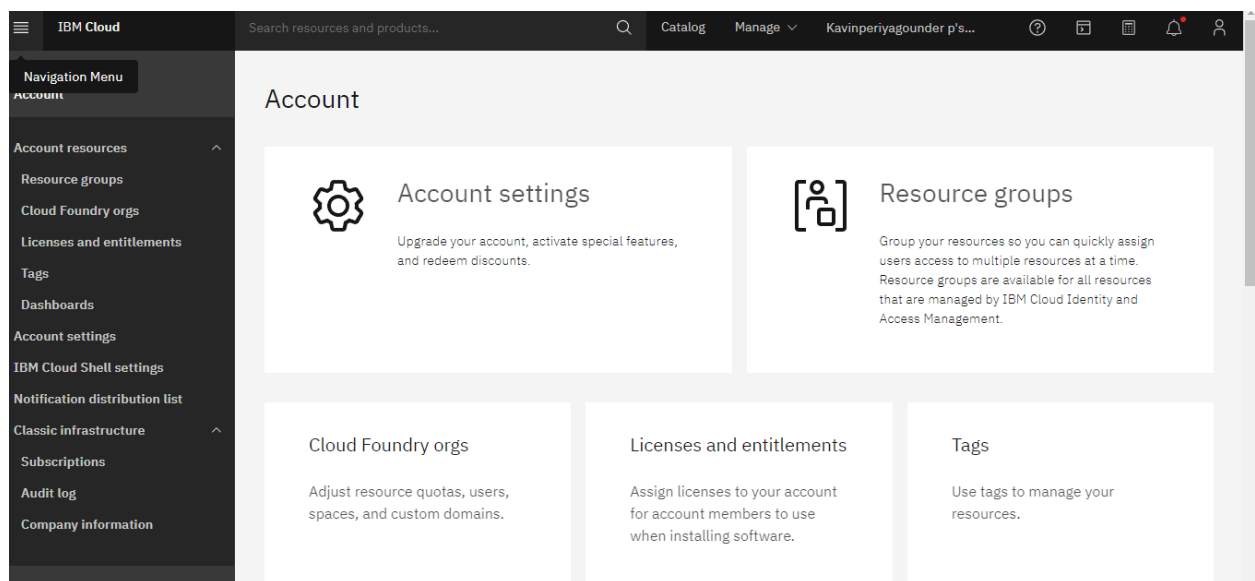 IBM Cloud
Search resources and products...
Catalog
Manage
Kavinperiyagounder p's...
Navigation Menu
Account
Account resources
Resource groups
Cloud Foundry orgs
Licenses and entitlements
Tags
Dashboards
Account settings
IBM Cloud Shell settings
Notification distribution list
Classic infrastructure
Subscriptions
Audit log
Company information
Account
Account settings
Upgrade your account, activate special features,
and redeem discounts.
Resource groups
Group your resources so you can quickly assign
users access to multiple resources at a time.
Resource groups are available for all resources
that are managed by IBM Cloud Identity and
Access Management.
Cloud Foundry orgs
Adjust resource quotas, users,
spaces, and custom domains.
Licenses and entitlements
Assign licenses to your account
for account members to use
when installing software.
Tags
Use tags to manage your
resources.